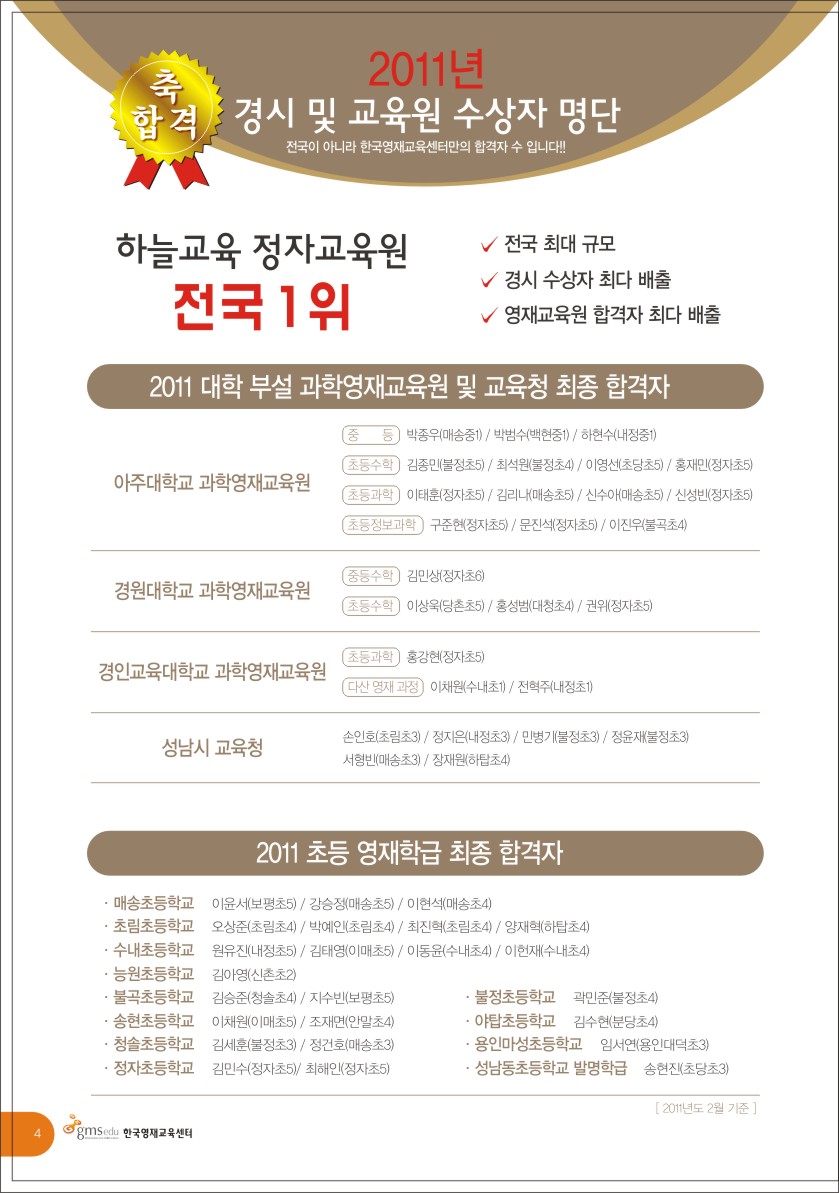 축
합격
2011년
경시 및 교육원 수상자 명단
전국이 아니라 한국영재교육센터만의 합격자 수 입니다!!
하늘교육 정자교육원
전국 1위
전국 최대 규모
경시 수상자 최다 배출
영재교육원 합격자 최다 배출
2011 대학 부설 과학영재교육원 및 교육청 최종 합격자
아주대학교 과학영재교육원
중 등 박종우(매송중1) / 박범수(백현중1) / 하현수(내정중1)
초등수학 김종민(불정초5) / 최석원(불정초4) / 이영선(초당초5) / 홍재민(정자초5)
초등과학 이태훈(정자초5) / 김리나(매송초5) / 신수아(매송초5) / 신성빈(정자초5)
초등정보과학 구준현(정자초5) / 문진석(정자초5) / 이진우(불곡초4)
경원대학교 과학영재교육원
중등수학 김민상(정자초6)
초등수학 이상욱(당촌초5) / 홍성범(대청초4) / 권위(정자초5)
경인교육대학교 과학영재교육원
초등과학 홍강현(정자초5)
다산 영재 과정 이채원(수내초1) / 전혁주(내정초1)
성남시 교육청
손인호(초림초3) / 정지은(내정초3) / 민병기(불정초3) / 정윤재(불정초3)
서형빈(매송초3) / 장재원(하탑초4)
2011 초등 영재학급 최종 합격자
· 매송초등학교 이윤서(보평초5) / 강승정(매송초5) / 이현석(매송초4)
· 초림초등학교 오상준(초림초4) / 박예인(초림초4) / 최진혁(초림초4) / 양재혁(하탑초4)
· 수내초등학교 원유진(내정초5) / 김태영(이매초5) / 이동윤(수내초4) / 이헌재(수내초4)
· 능원초등학교 김아영(신촌초2)
· 불곡초등학교 김승준(청솔초4) / 지수빈(보평초5)
· 송현초등학교 이채원(이매초5) / 조재면(안말초4)
· 청솔초등학교 김세훈(불정초3) / 정건호(매송초3)
· 정자초등학교 김민수(정자초5)/ 최해인(정자초5)
· 불정초등학교 곽민준(불정초4)
· 야탑초등학교 김수현(분당초4)
· 용인마성초등학교 임서연(용인대덕초3)
· 성남동초등학교 발명학급 송현진(초당초3)
[ 2011년도 2월 기준 ]
4
gmsedu 한국영재교육센터